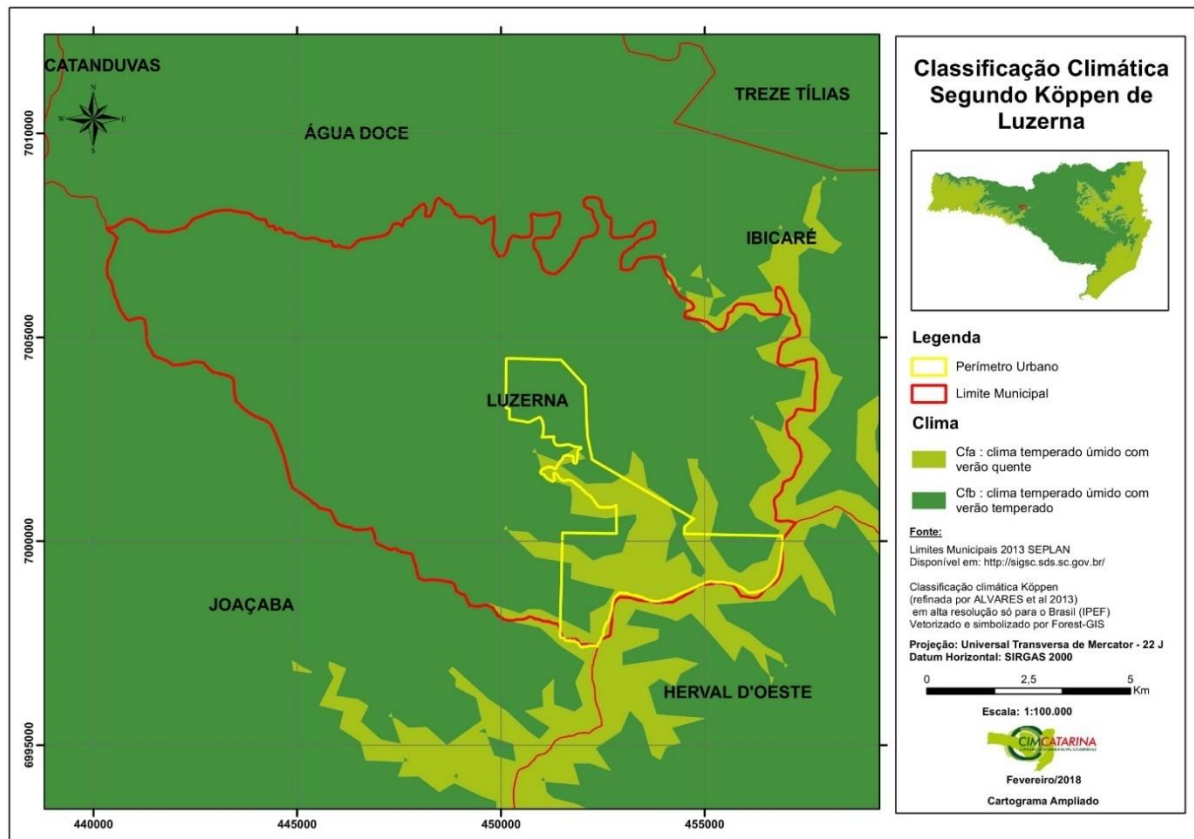 CATANDUVAS
N
W
E
S
TREZE TÍLIAS
ÁGUA DOCE
IBICARÉ
LUZERNA
JOAÇABA
HERVAL D'OESTE
7010000
7005000
7000000
6995000
440000
445000
450000
455000
Classificação Climática
Segundo Köppen de
Luzerna
Legenda
Perímetro Urbano
Limite Municipal
Clima
Cfa : clima temperado úmido com
verão quente
Cfb : clima temperado úmido com
verão temperado
Fonte:
Limites Municipais 2013 SEPLAN
Disponível em: http://sigsc.sds.sc.gov.br/
Classificação climática Köppen
(refinada por ALVARES et al 2013)
em alta resolução só para o Brasil (IPEF)
Vetorizado e simbolizado por Forest-GIS
Projeção: Universal Transversa de Mercator - 22 J
Datum Horizontal: SIRGAS 2000
0 2,5 5
Km
Escala: 1:100.000
CIMCATARINA
Fevereiro/2018
Cartograma Ampliado